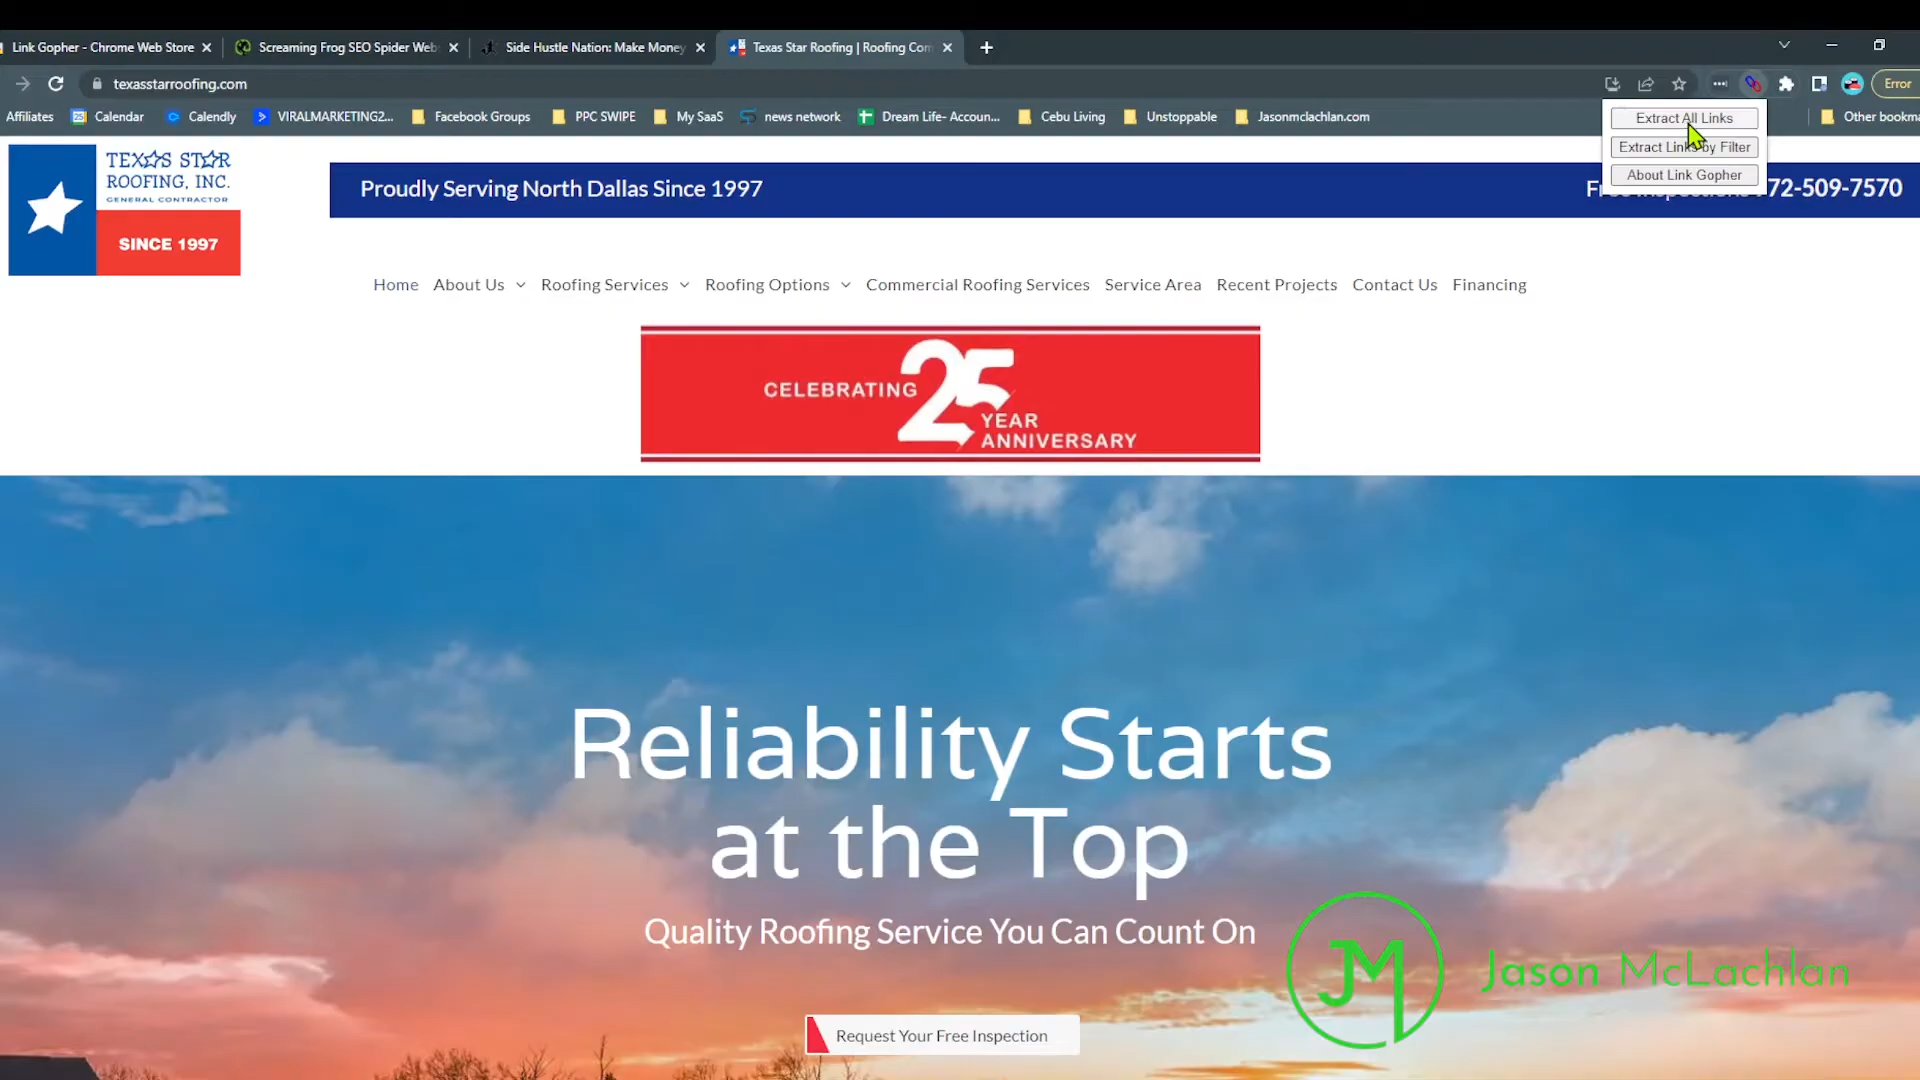 Link Gopher - Chrome Web Store
Screaming Frog SEO Spider Web
Side Hustle Nation: Make Money
Texas Star Roofing | Roofing Com
texasstarroofing.com
Error
Affiliates
Calendar
Calendly
VIRALMARKETING2...
Facebook Groups
PPC SWIPE
My SaaS
news network
Dream Life- Accoun...
Cebu Living
Unstoppable
Jasonmclachlan.com
Other bookma
Extract All Links
Extract Links by Filter
About Link Gopher
TEXAS STAR
ROOFING, INC.
GENERAL CONTRACTOR
SINCE 1997
Proudly Serving North Dallas Since 1997
72-509-7570
Home
About Us
Roofing Services
Roofing Options
Commercial Roofing Services
Service Area
Recent Projects
Contact Us
Financing
CELEBRATING 25 YEAR
ANNIVERSARY
Reliability Starts
at the Top
Quality Roofing Service You Can Count On
JM Jason McLachlan
Request Your Free Inspection